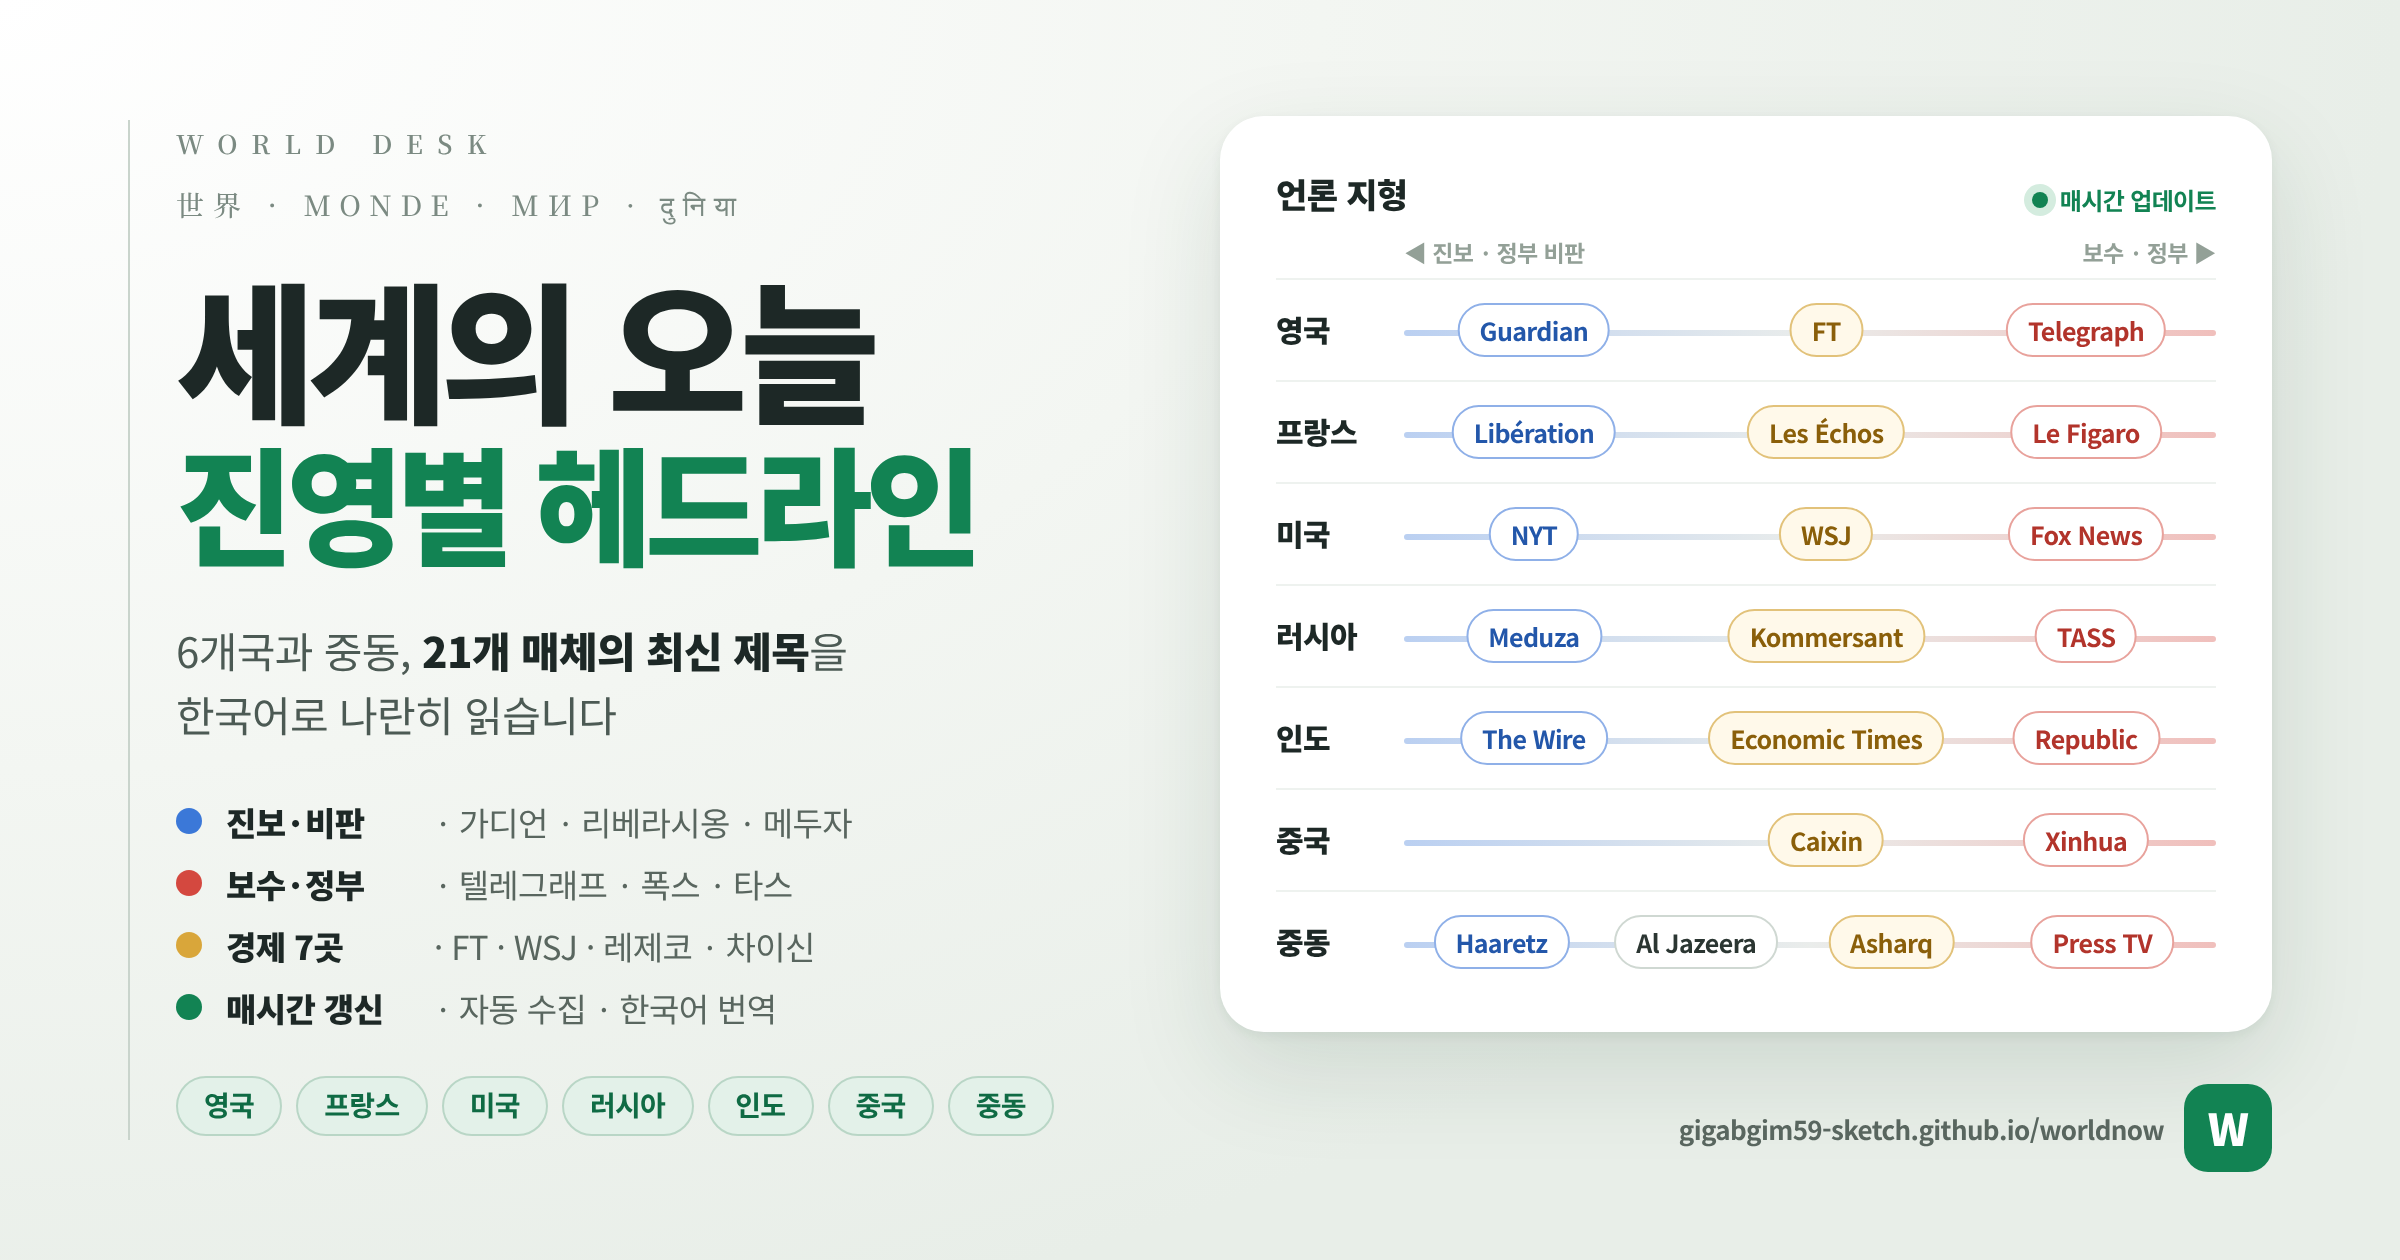 WORLD DESK
世界 · MONDE · МИР · दुनिया
세계의 오늘
진영별 헤드라인
6개국과 중동, 21개 매체의 최신 제목을
한국어로 나란히 읽습니다
진보·비판 · 가디언 · 리베라시옹 · 메두자
보수·정부 · 텔레그래프 · 폭스 · 타스
경제 7곳 · FT · WSJ · 레제코 · 차이신
매시간 갱신 · 자동 수집 · 한국어 번역
영국 프랑스 미국 러시아 인도 중국 중동
언론 지형 매시간 업데이트
◀ 진보 · 정부 비판 보수 · 정부 ▶
영국 Guardian FT Telegraph
프랑스 Libération Les Échos Le Figaro
미국 NYT WSJ Fox News
러시아 Meduza Kommersant TASS
인도 The Wire Economic Times Republic
중국 Caixin Xinhua
중동 Haaretz Al Jazeera Asharq Press TV
gigabgim59-sketch.github.io/worldnow W